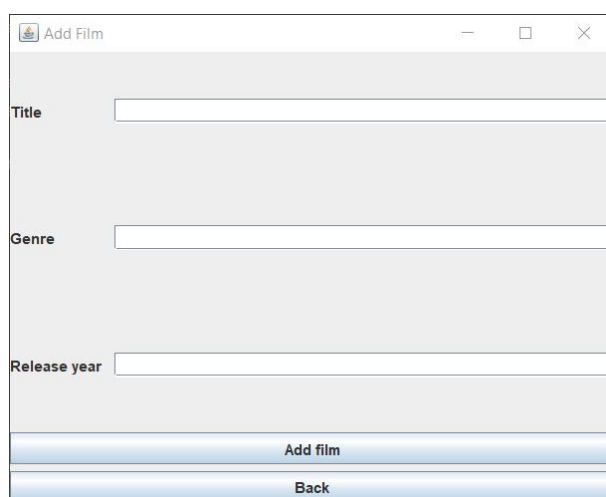 Add Film
Title
Genre
Release year
Add film
Back